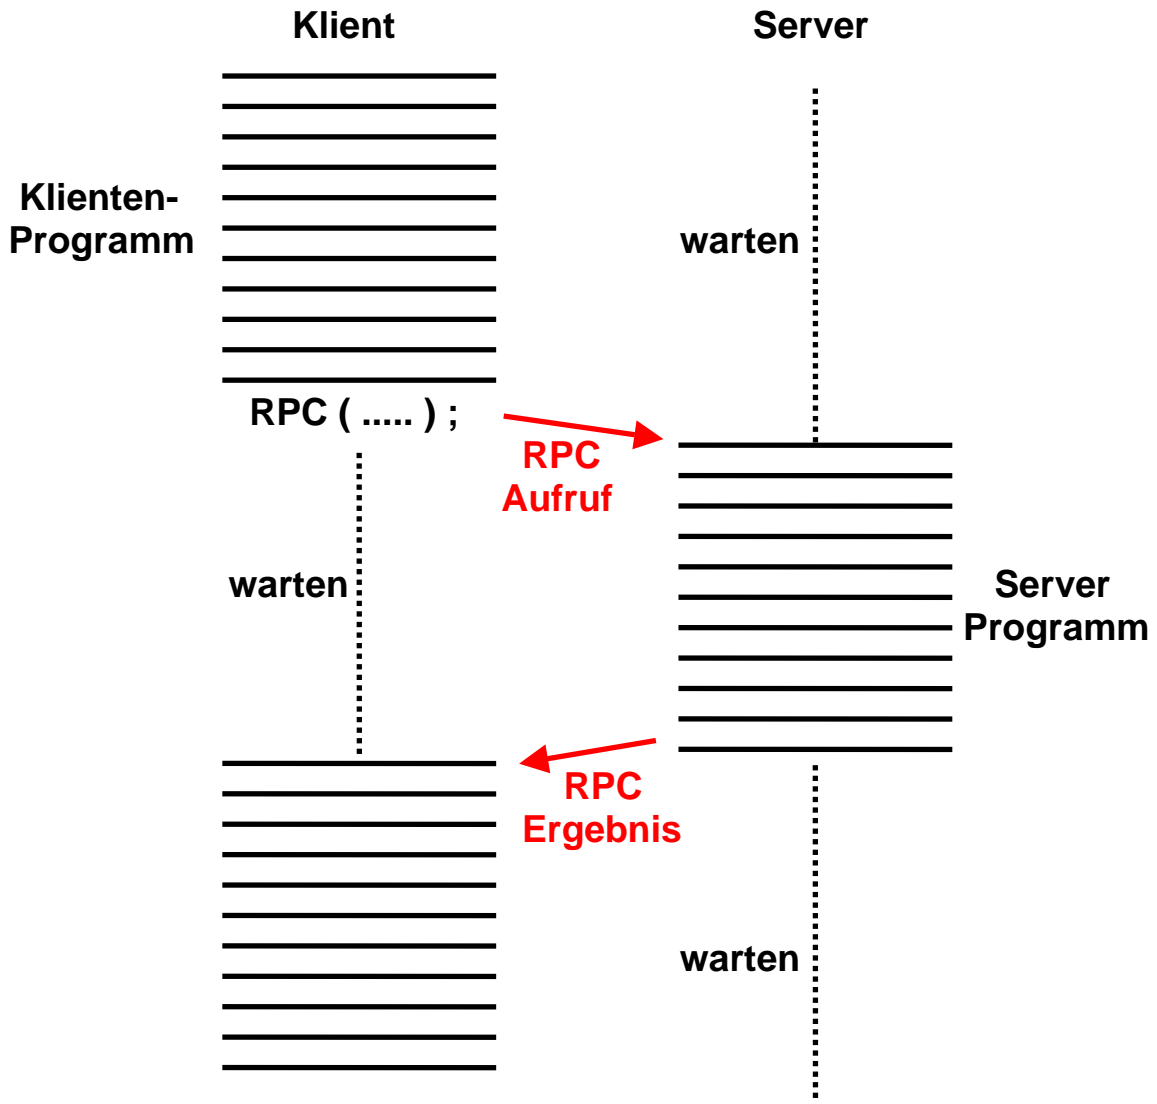 Klient
Server
Klienten-
Programm
warten
RPC ( ..... ) ;
RPC
Aufruf
warten
Server
Programm
RPC
Ergebnis
warten